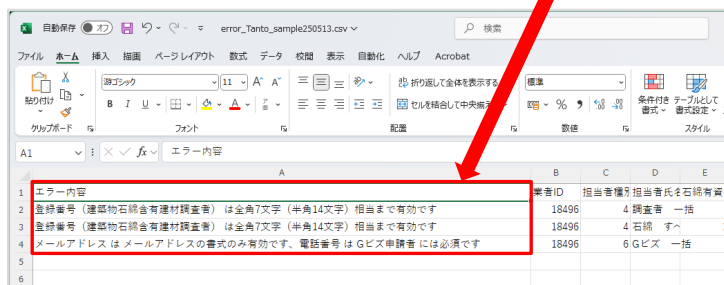 自動保存 オフ error_Tanto_sample250513.csv 検索
ファイル ホーム 挿入 描画 ページ レイアウト 数式 データ 校閲 表示 自動化 ヘルプ Acrobat
貼り付け 游ゴシック 11 A^ Aˇ 折り返して全体を表示する 標準
B I U A セルを結合して中央揃え % 条件付き書式 テーブルとして書式設定
クリップボード フォント 配置 数値 スタイル
A1 fx エラー内容
A B C D E
1 エラー内容 業者ID 担当者種別 担当者氏名 石綿有資
2 登録番号（建築物石綿含有建材調査者） は全角7文字（半角14文字）相当まで有効です 18496 4 調査者 一括
3 登録番号（建築物石綿含有建材調査者） は全角7文字（半角14文字）相当まで有効です 18496 4 石綿 すべ
4 メールアドレス は メールアドレスの書式のみ有効です、電話番号 は Gビズ申請者 には必須です 18496 6 Gビズ 一括
5
6